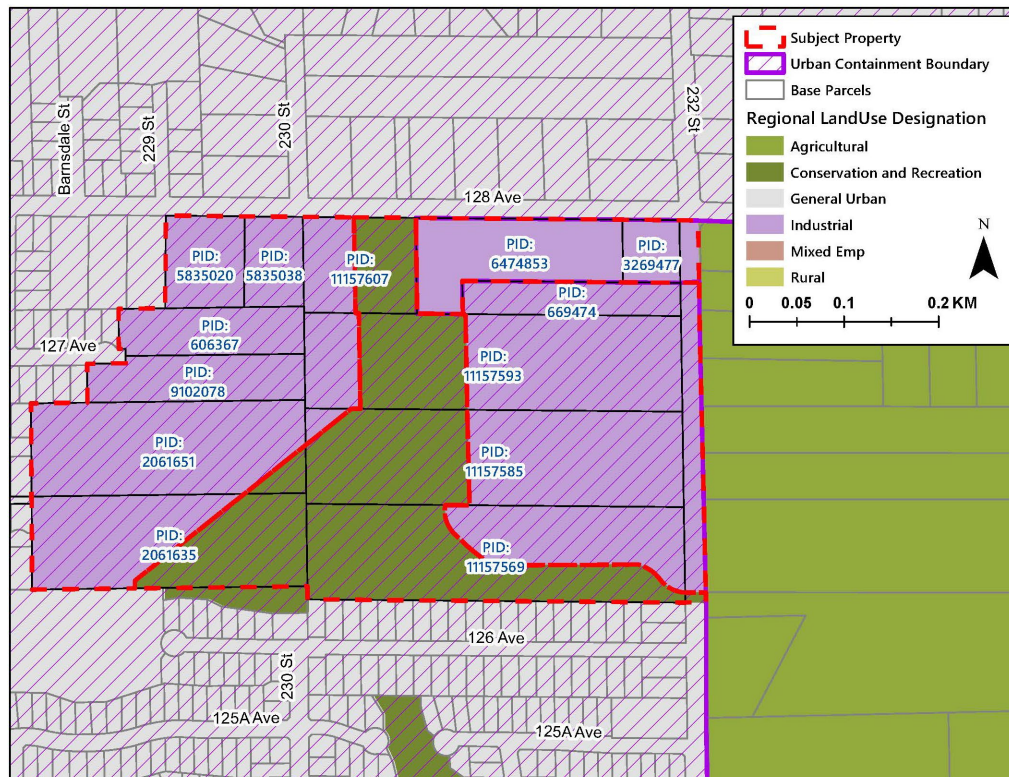 Subject Property
Urban Containment Boundary
Base Parcels
Regional LandUse Designation
Agricultural
Conservation and Recreation
General Urban
Industrial
Mixed Emp
Rural
N
0 0.05 0.1 0.2 KM
Barnsdale St
229 St
230 St
232 St
128 Ave
PID:
5835020
PID:
5835038
PID:
11157607
PID:
6474853
PID:
3269477
PID:
669474
127 Ave
PID:
606367
PID:
9102078
PID:
11157593
PID:
2061651
PID:
11157585
PID:
2061635
PID:
11157569
126 Ave
230 St
125A Ave
125A Ave